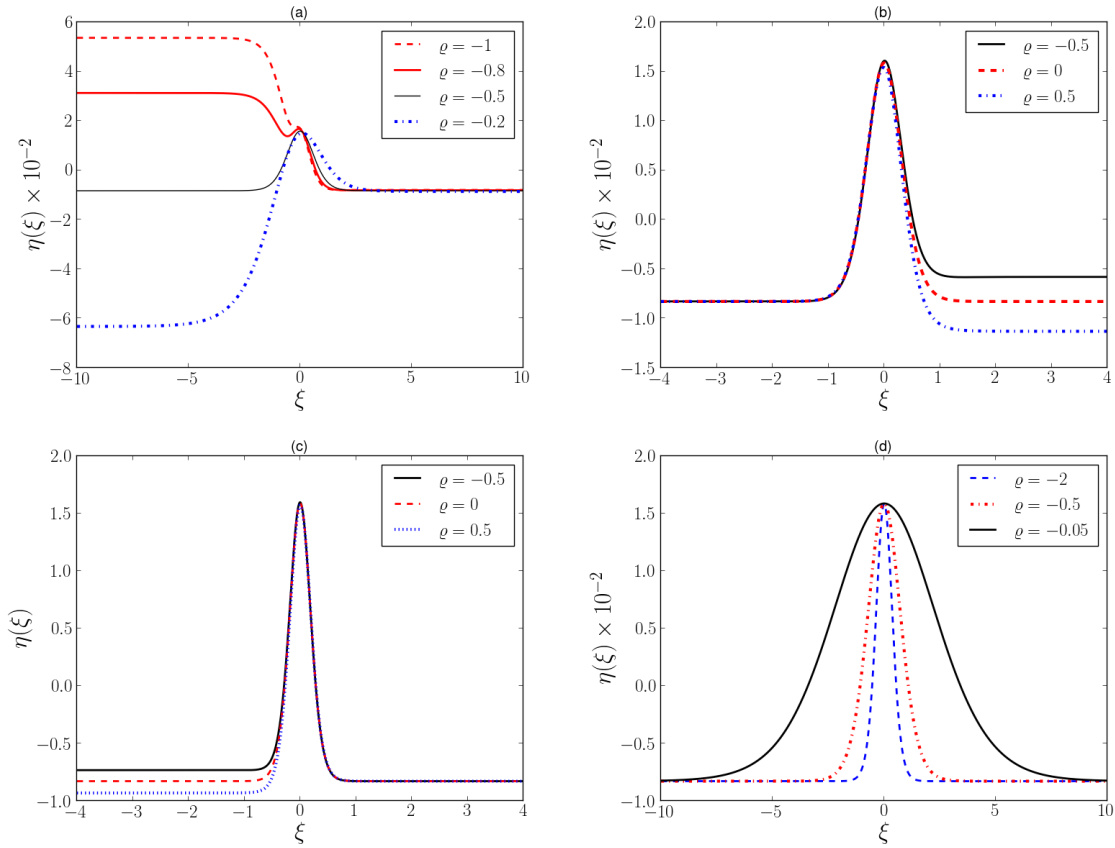 (a)
6
4
2
0
−2
−4
−6
−8
η(ξ) × 10⁻²
−10
−5
0
5
10
ξ
ϱ = −1
ϱ = −0.8
ϱ = −0.5
ϱ = −0.2
(b)
2.0
1.5
1.0
0.5
0.0
−0.5
−1.0
−1.5
η(ξ) × 10⁻²
−4
−3
−2
−1
0
1
2
3
4
ξ
ϱ = −0.5
ϱ = 0
ϱ = 0.5
(c)
2.0
1.5
1.0
0.5
0.0
−0.5
−1.0
η(ξ)
−4
−3
−2
−1
0
1
2
3
4
ξ
ϱ = −0.5
ϱ = 0
ϱ = 0.5
(d)
2.0
1.5
1.0
0.5
0.0
−0.5
−1.0
η(ξ) × 10⁻²
−10
−5
0
5
10
ξ
ϱ = −2
ϱ = −0.5
ϱ = −0.05